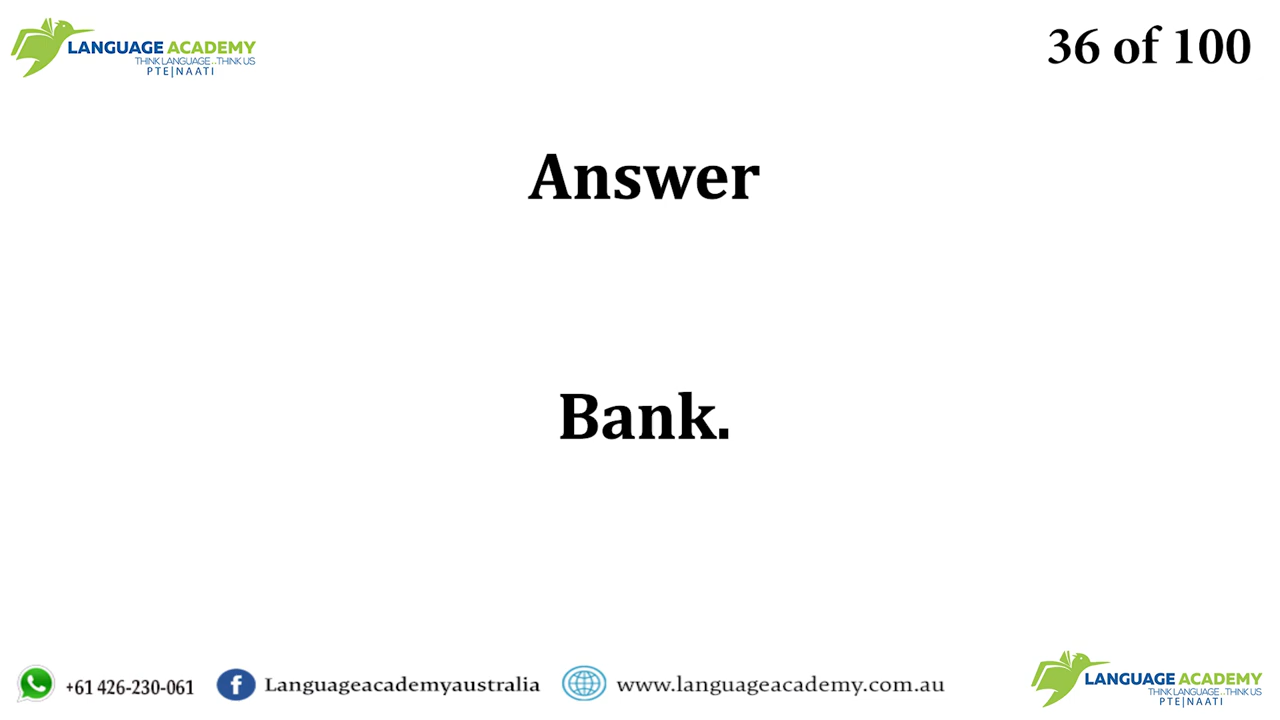 LANGUAGE ACADEMY
THINK LANGUAGE..THINK US
PTE|NAATI
36 of 100
Answer
Bank.
+61 426-230-061
Languageacademyaustralia
www.languageacademy.com.au
LANGUAGE ACADEMY
THINK LANGUAGE..THINK US
PTE|NAATI